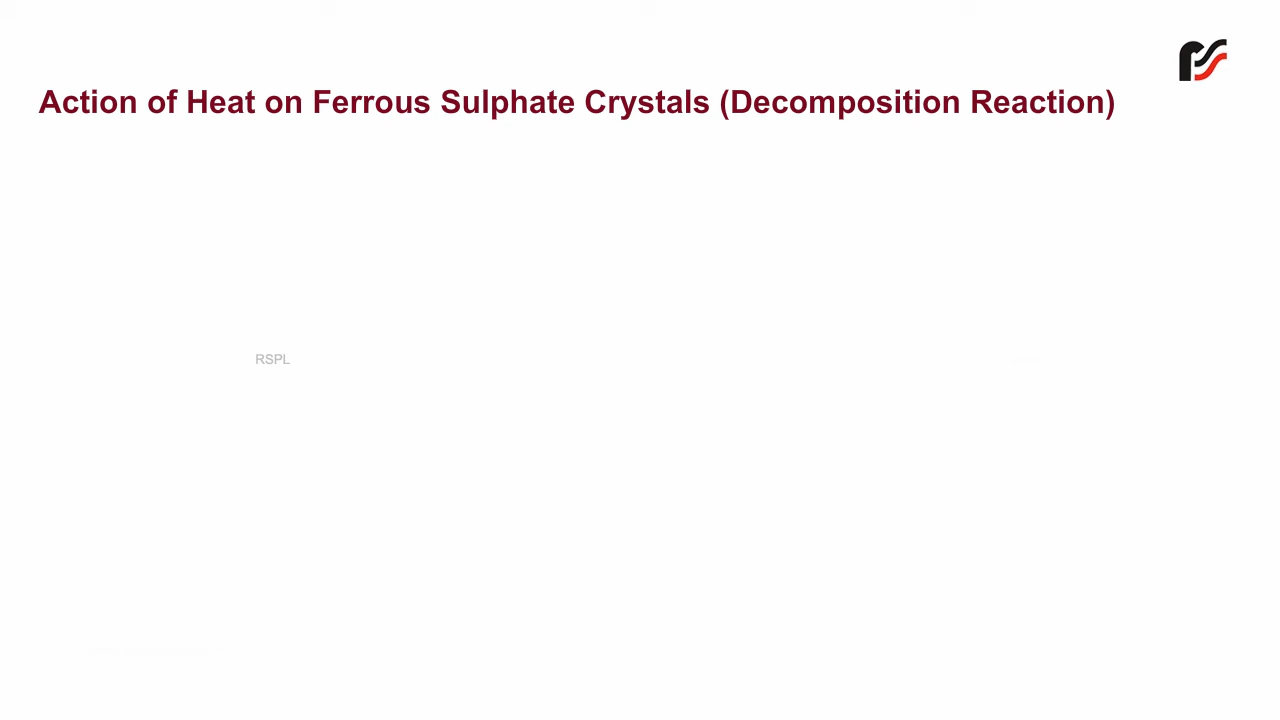 Action of Heat on Ferrous Sulphate Crystals (Decomposition Reaction)
RSPL